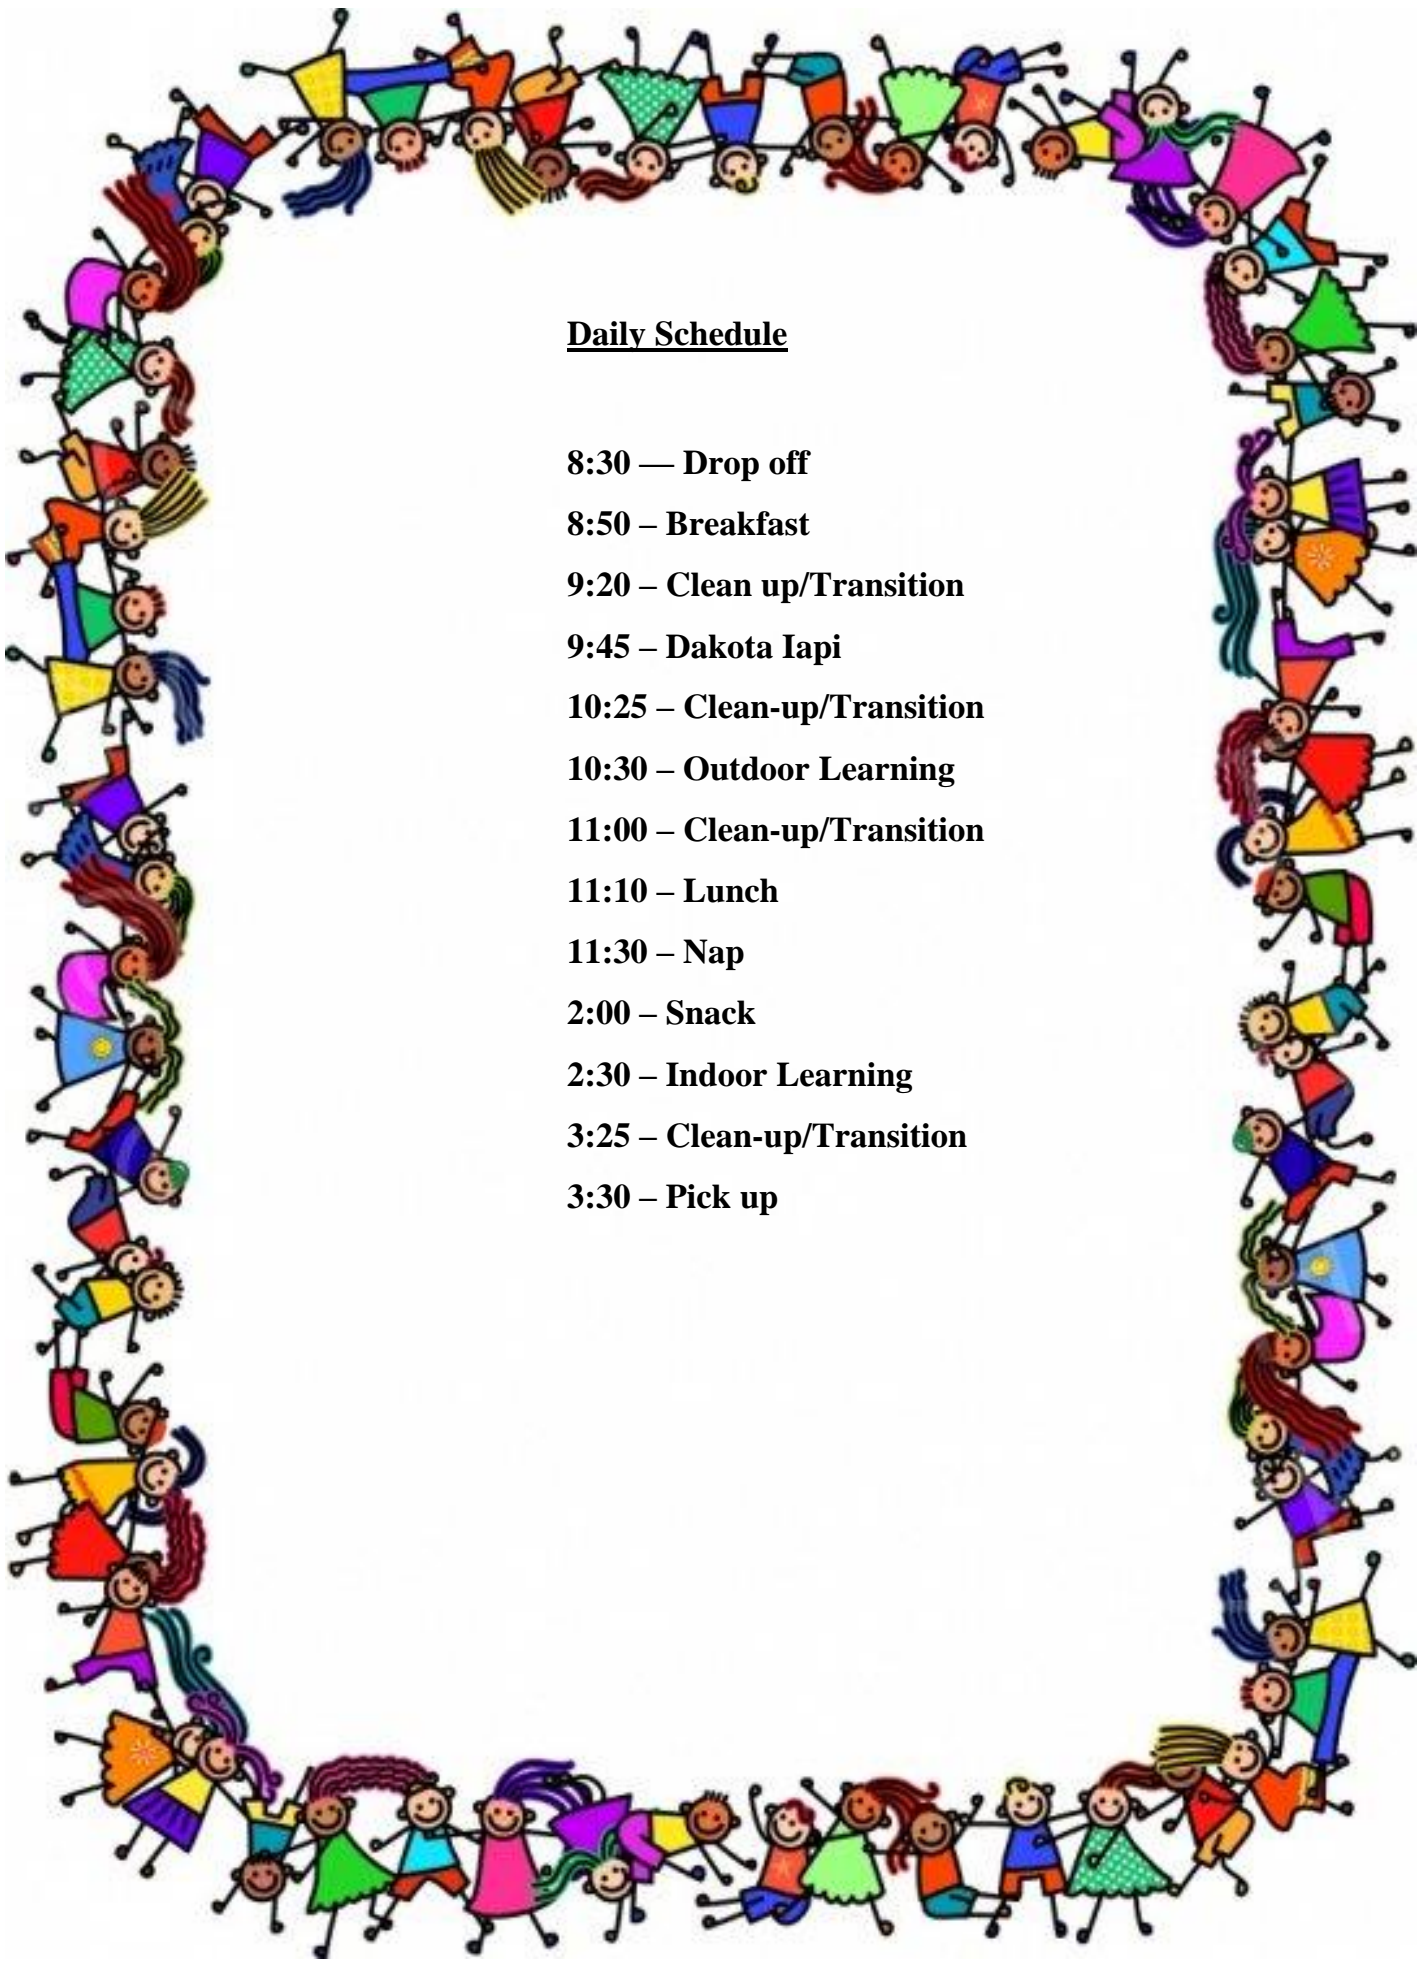 Daily Schedule
8:30 — Drop off
8:50 – Breakfast
9:20 – Clean up/Transition
9:45 – Dakota Iapi
10:25 – Clean-up/Transition
10:30 – Outdoor Learning
11:00 – Clean-up/Transition
11:10 – Lunch
11:30 – Nap
2:00 – Snack
2:30 – Indoor Learning
3:25 – Clean-up/Transition
3:30 – Pick up